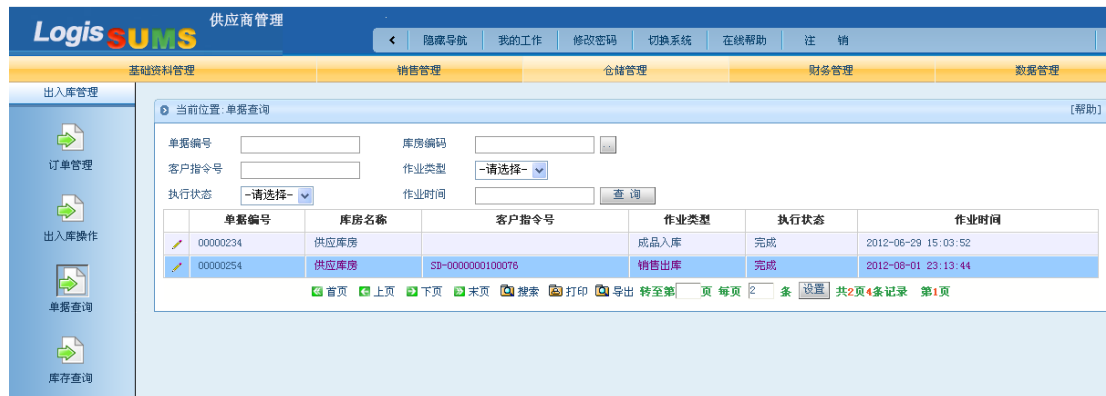 Logis SUMS 供应商管理
隐藏导航 我的工作 修改密码 切换系统 在线帮助 注 销
基础资料管理 销售管理 仓储管理 财务管理 数据管理
出入库管理
当前位置:单据查询 [帮助]
单据编号 库房编码 ..
订单管理
客户指令号 作业类型 -请选择-
执行状态 -请选择- 作业时间 查 询
单据编号 库房名称 客户指令号 作业类型 执行状态 作业时间
出入库操作
00000234 供应库房 成品入库 完成 2012-06-29 15:03:52
00000254 供应库房 SD-0000000100076 销售出库 完成 2012-08-01 23:13:44
首页 上页 下页 末页 搜索 打印 导出 转至第 页 每页 2 条 设置 共2页4条记录 第1页
单据查询
库存查询